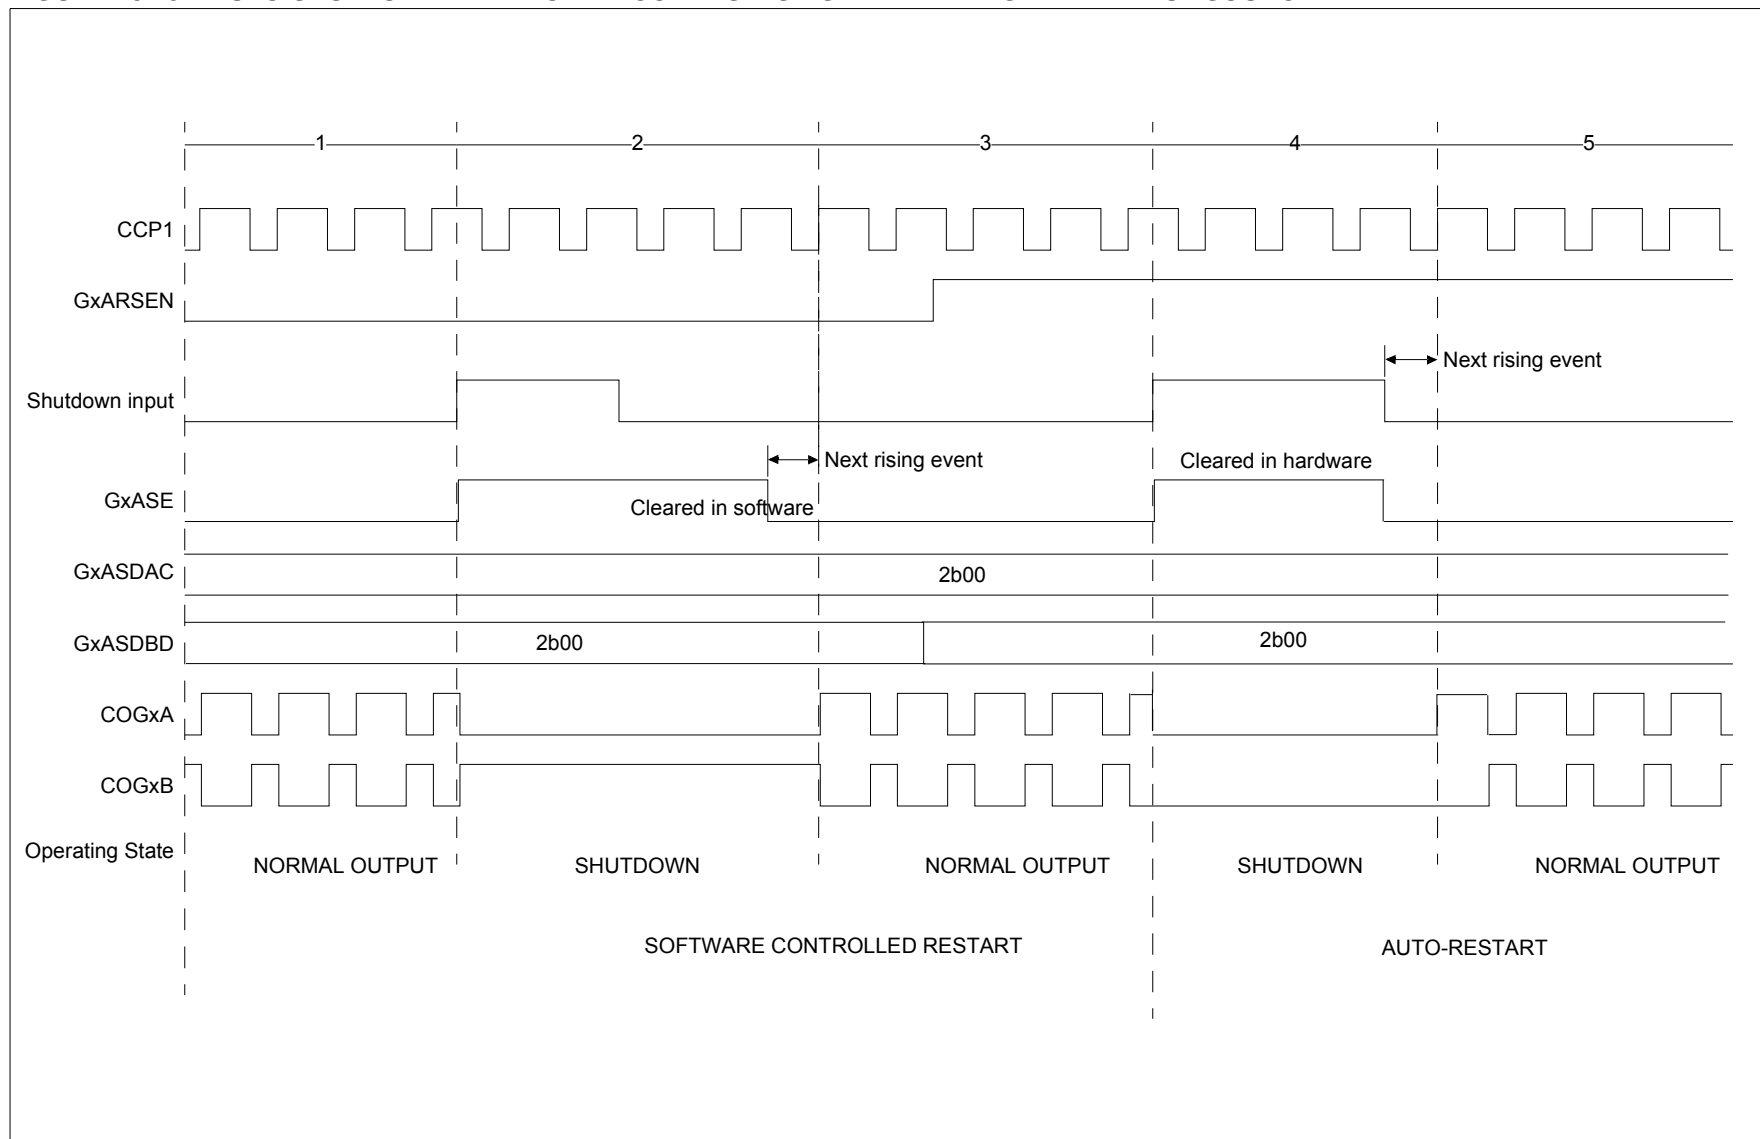 1 2 3 4 5
CCP1
GxARSEN
Next rising event
Shutdown input
Next rising event
Cleared in hardware
GxASE
Cleared in software
GxASDAC
2b00
GxASDBD
2b00
2b00
COGxA
COGxB
Operating State
NORMAL OUTPUT SHUTDOWN NORMAL OUTPUT SHUTDOWN NORMAL OUTPUT
SOFTWARE CONTROLLED RESTART AUTO-RESTART